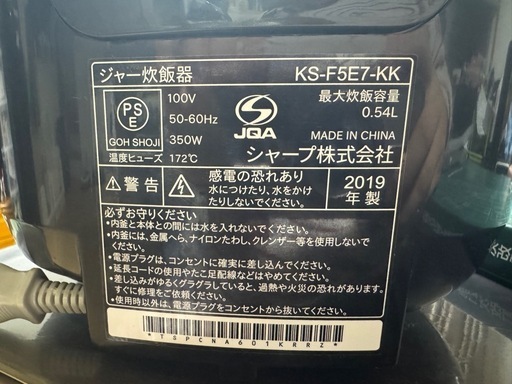 ジャー炊飯器
KS-F5E7-KK
PS
E
GOH SHOJI
100V
50-60Hz
350W
温度ヒューズ 172℃
JQA
最大炊飯容量
0.54L
MADE IN CHINA
シャープ株式会社
警告
感電の恐れあり
水につけたり、水をかけ
たりしないでください。
2019
年製
必ずお守りください
•内釜と本体との間には水を入れないでください。
•内釜には、金属へら、ナイロンたわし、クレンザー等を使用しない
でください。
•電源プラグは、コンセントに確実に差し込んでください。
•延長コードの使用やたこ足配線などはやめてください。
•差し込みがゆるくグラグラしていると、過熱や火災の恐れがあります。
すぐに修理をご依頼ください。
•使用時以外は、電源プラグをコンセントから抜いてください。
*TSPCNA601KRRZ*